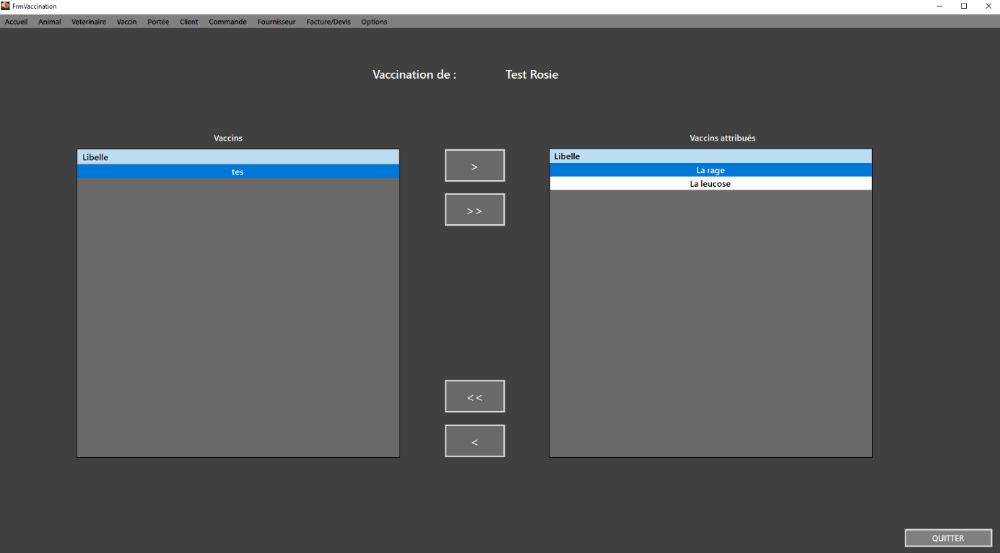 FrmVaccination
Accueil Animal Veterinaire Vaccin Portée Client Commande Fournisseur Facture/Devis Options
Vaccination de : Test Rosie
Vaccins
Vaccins attribués
Libelle
tes
>
>>
<<
<
Libelle
La rage
La leucose
QUITTER